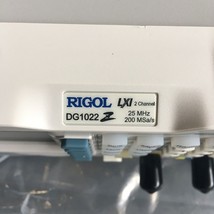 RIGOL LXI 2 Channel
DG1022 Z 25 MHz
200 MSa/s